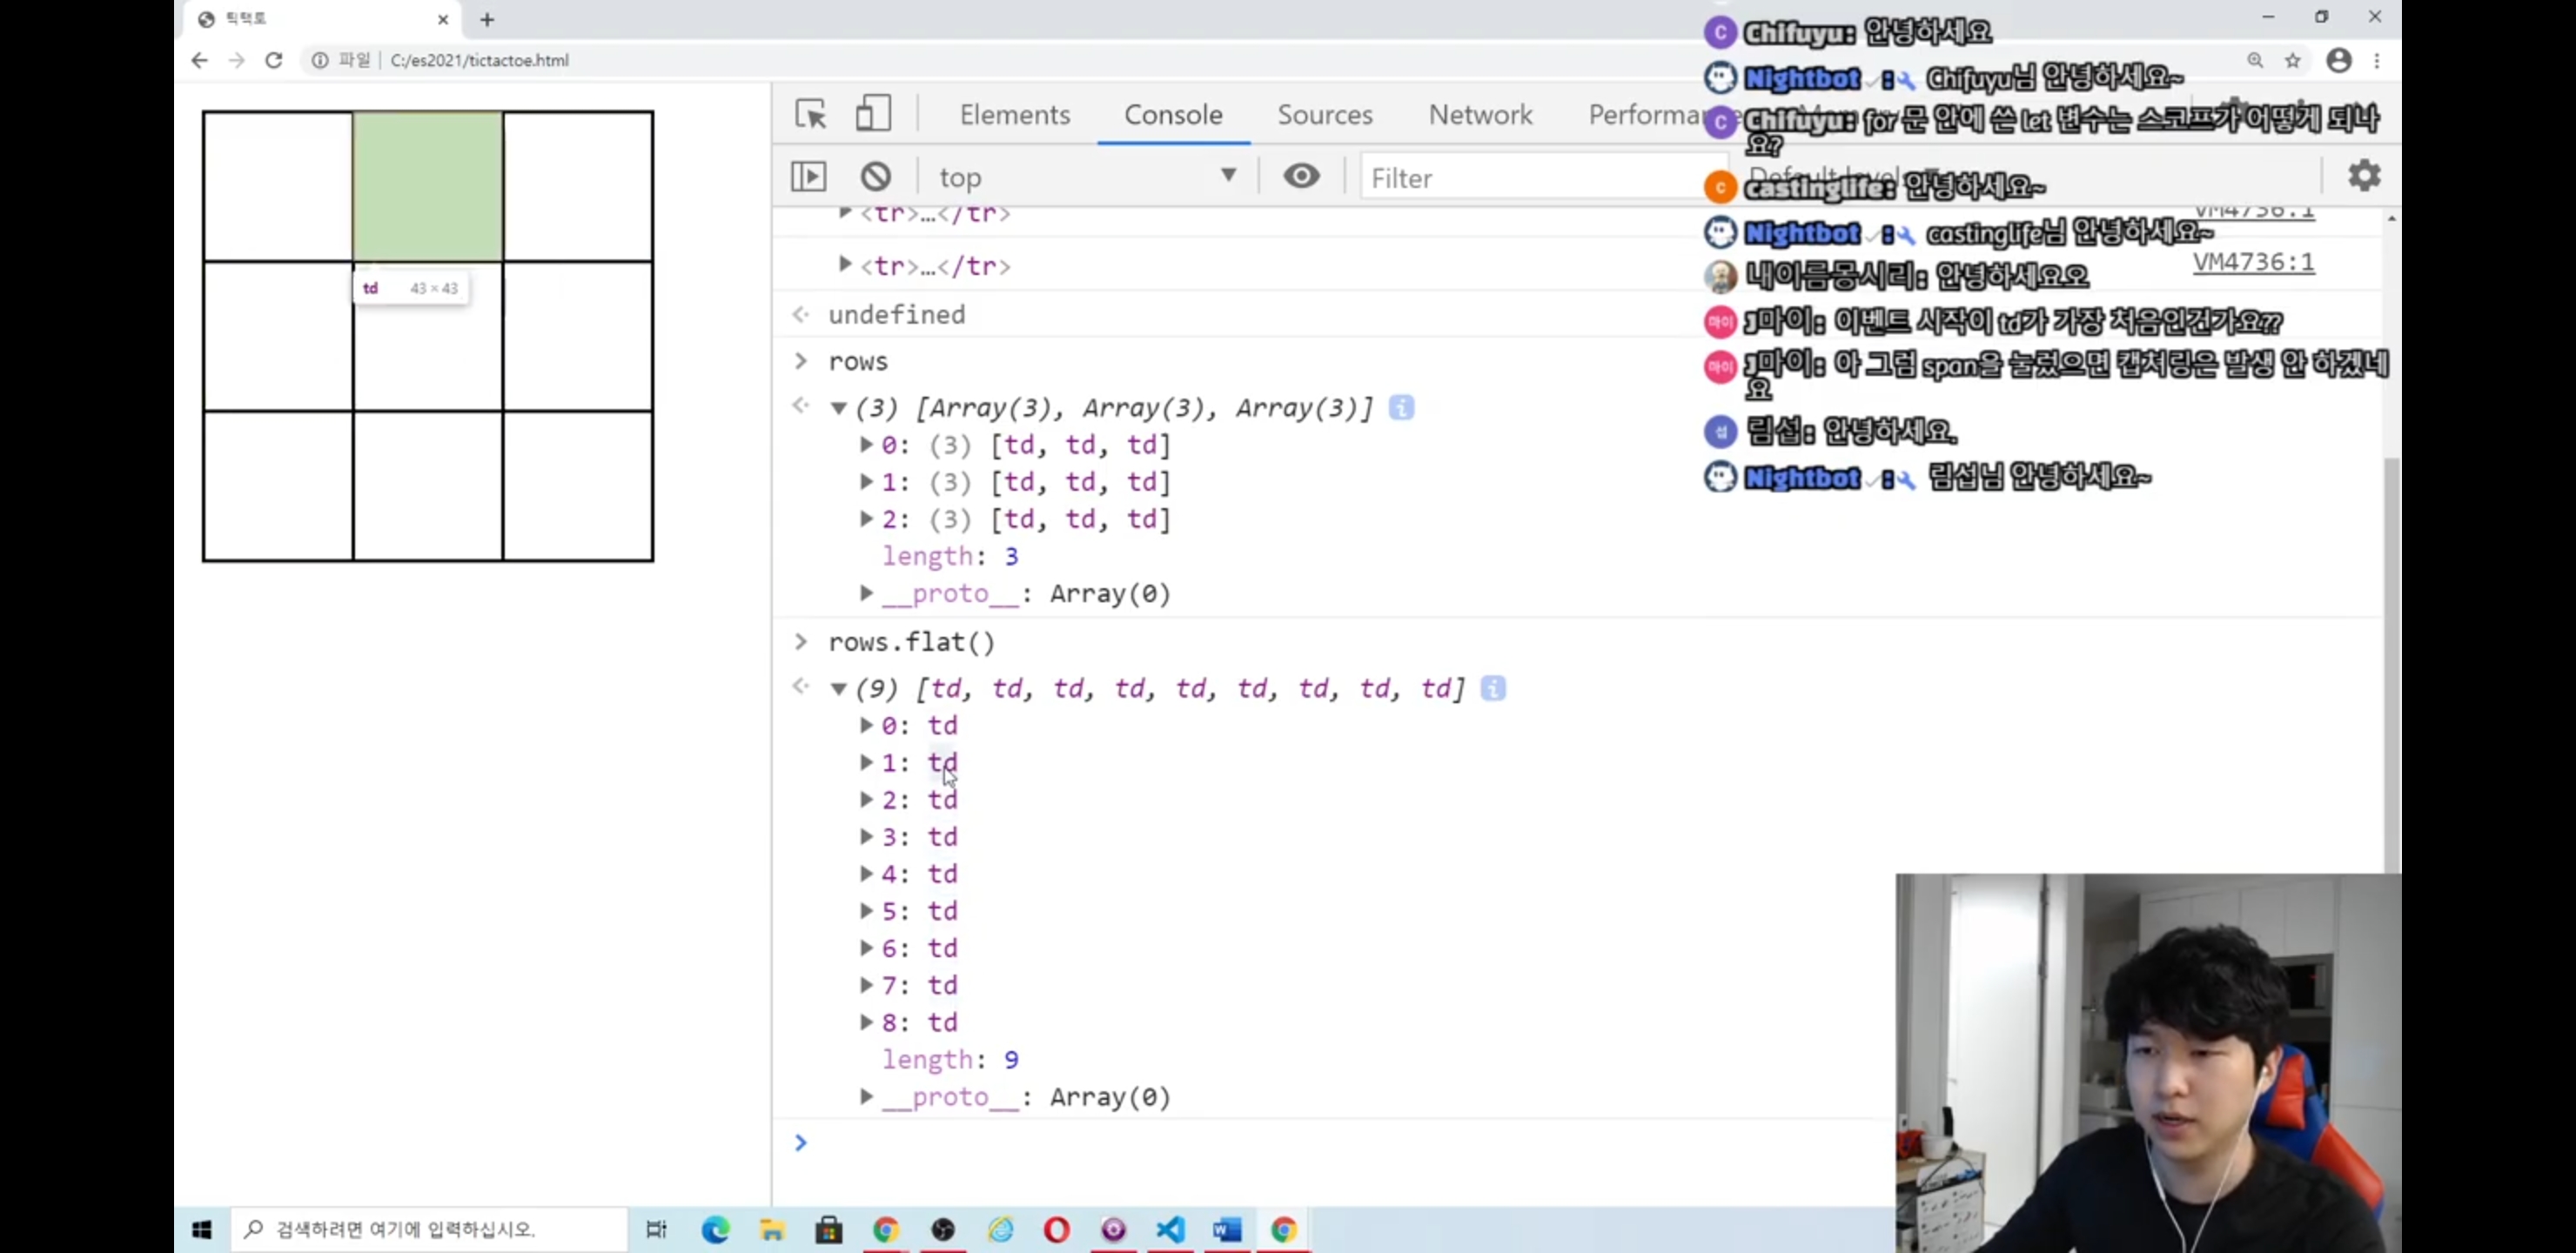 틱택토
파일
C:/es2021/tictactoe.html
td 43 × 43
Elements Console Sources Network
top Filter
<tr>…</tr>
<tr>…</tr>
VM4736:1
VM4736:1
undefined
rows
(3) [Array(3), Array(3), Array(3)]
0: (3) [td, td, td]
1: (3) [td, td, td]
2: (3) [td, td, td]
length: 3
__proto__: Array(0)
rows.flat()
(9) [td, td, td, td, td, td, td, td, td]
0: td
1: td
2: td
3: td
4: td
5: td
6: td
7: td
8: td
length: 9
__proto__: Array(0)
Chifuyu: 안녕하세요
Nightbot : Chifuyu님 안녕하세요~
Chifuyu: for 문 안에 쓴 let 변수는 스코프가 어떻게 되나
요?
castinglife: 안녕하세요~
Nightbot : castinglife님 안녕하세요~
내이름몽시리: 안녕하세요오
J마이: 이벤트 시작이 td가 가장 처음인건가요??
J마이: 아 그럼 span을 눌렀으면 캡처링은 발생 안 하겠네
요
림섭: 안녕하세요.
Nightbot : 림섭님 안녕하세요~
검색하려면 여기에 입력하십시오.